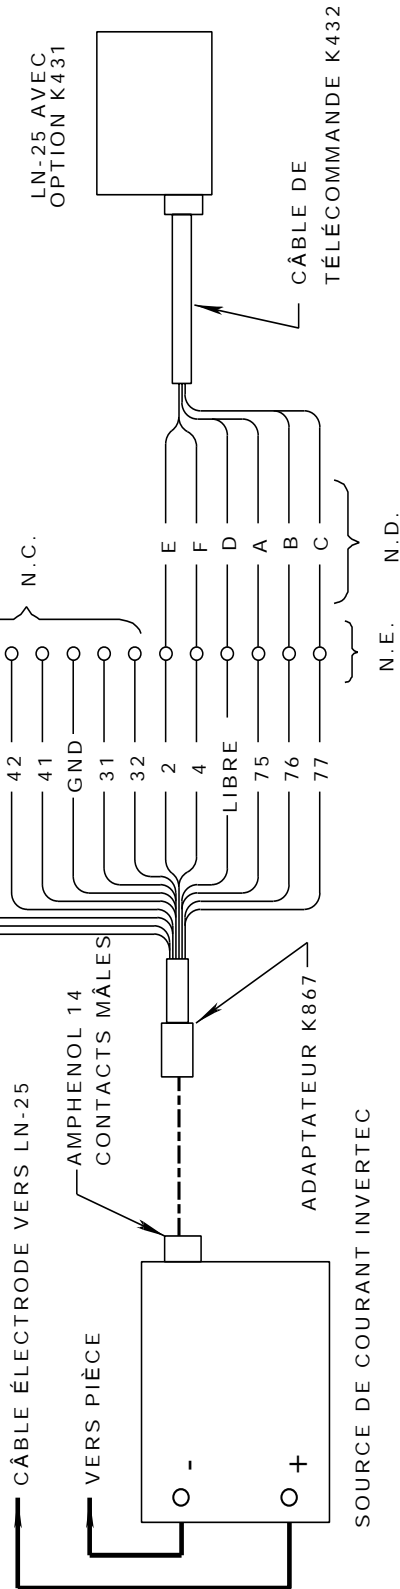 CÂBLE ÉLECTRODE VERS LN-25
VERS PIÈCE
AMPHENOL 14
CONTACTS MÂLES
-
+
SOURCE DE COURANT INVERTEC
ADAPTATEUR K867
42
41
GND
31
32
2
4
LIBRE
75
76
77
N.C.
N.E.
E
F
D
A
B
C
N.D.
LN-25 AVEC
OPTION K431
CÂBLE DE
TÉLÉCOMMANDE K432